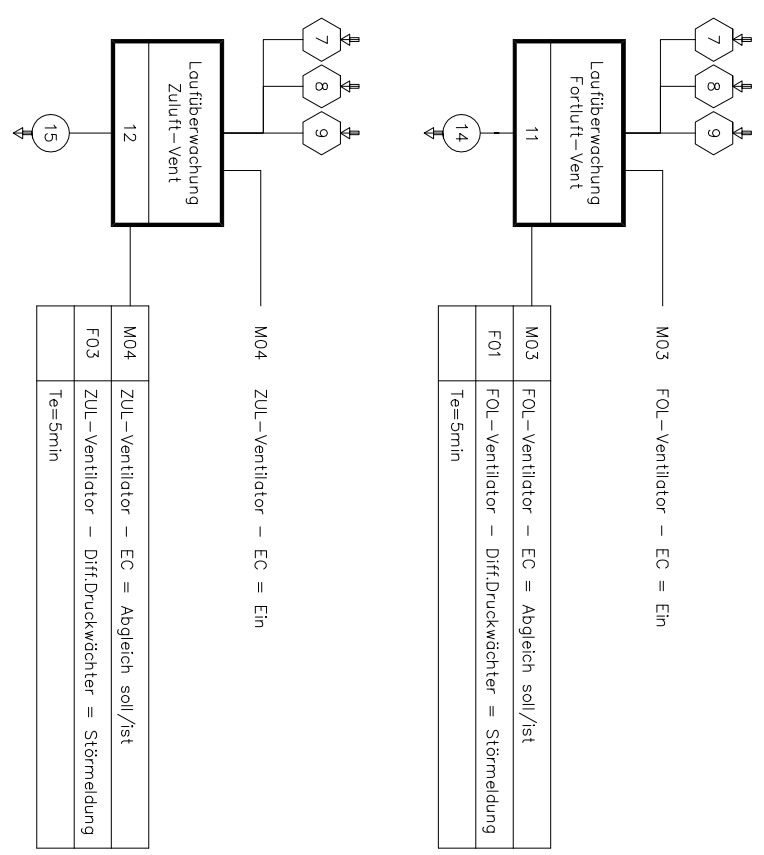 7
8
9
Laufüberwachung
Fortluft-Vent
11
14
M03 FOL-Ventilator - EC = Ein
M03 FOL-Ventilator - EC = Abgleich soll/ist
F01 FOL-Ventilator - Diff.Druckwächter = Störmeldung
Te=5min
7
8
9
Laufüberwachung
Zuluft-Vent
12
15
M04 ZUL-Ventilator - EC = Ein
M04 ZUL-Ventilator - EC = Abgleich soll/ist
F03 ZUL-Ventilator - Diff.Druckwächter = Störmeldung
Te=5min